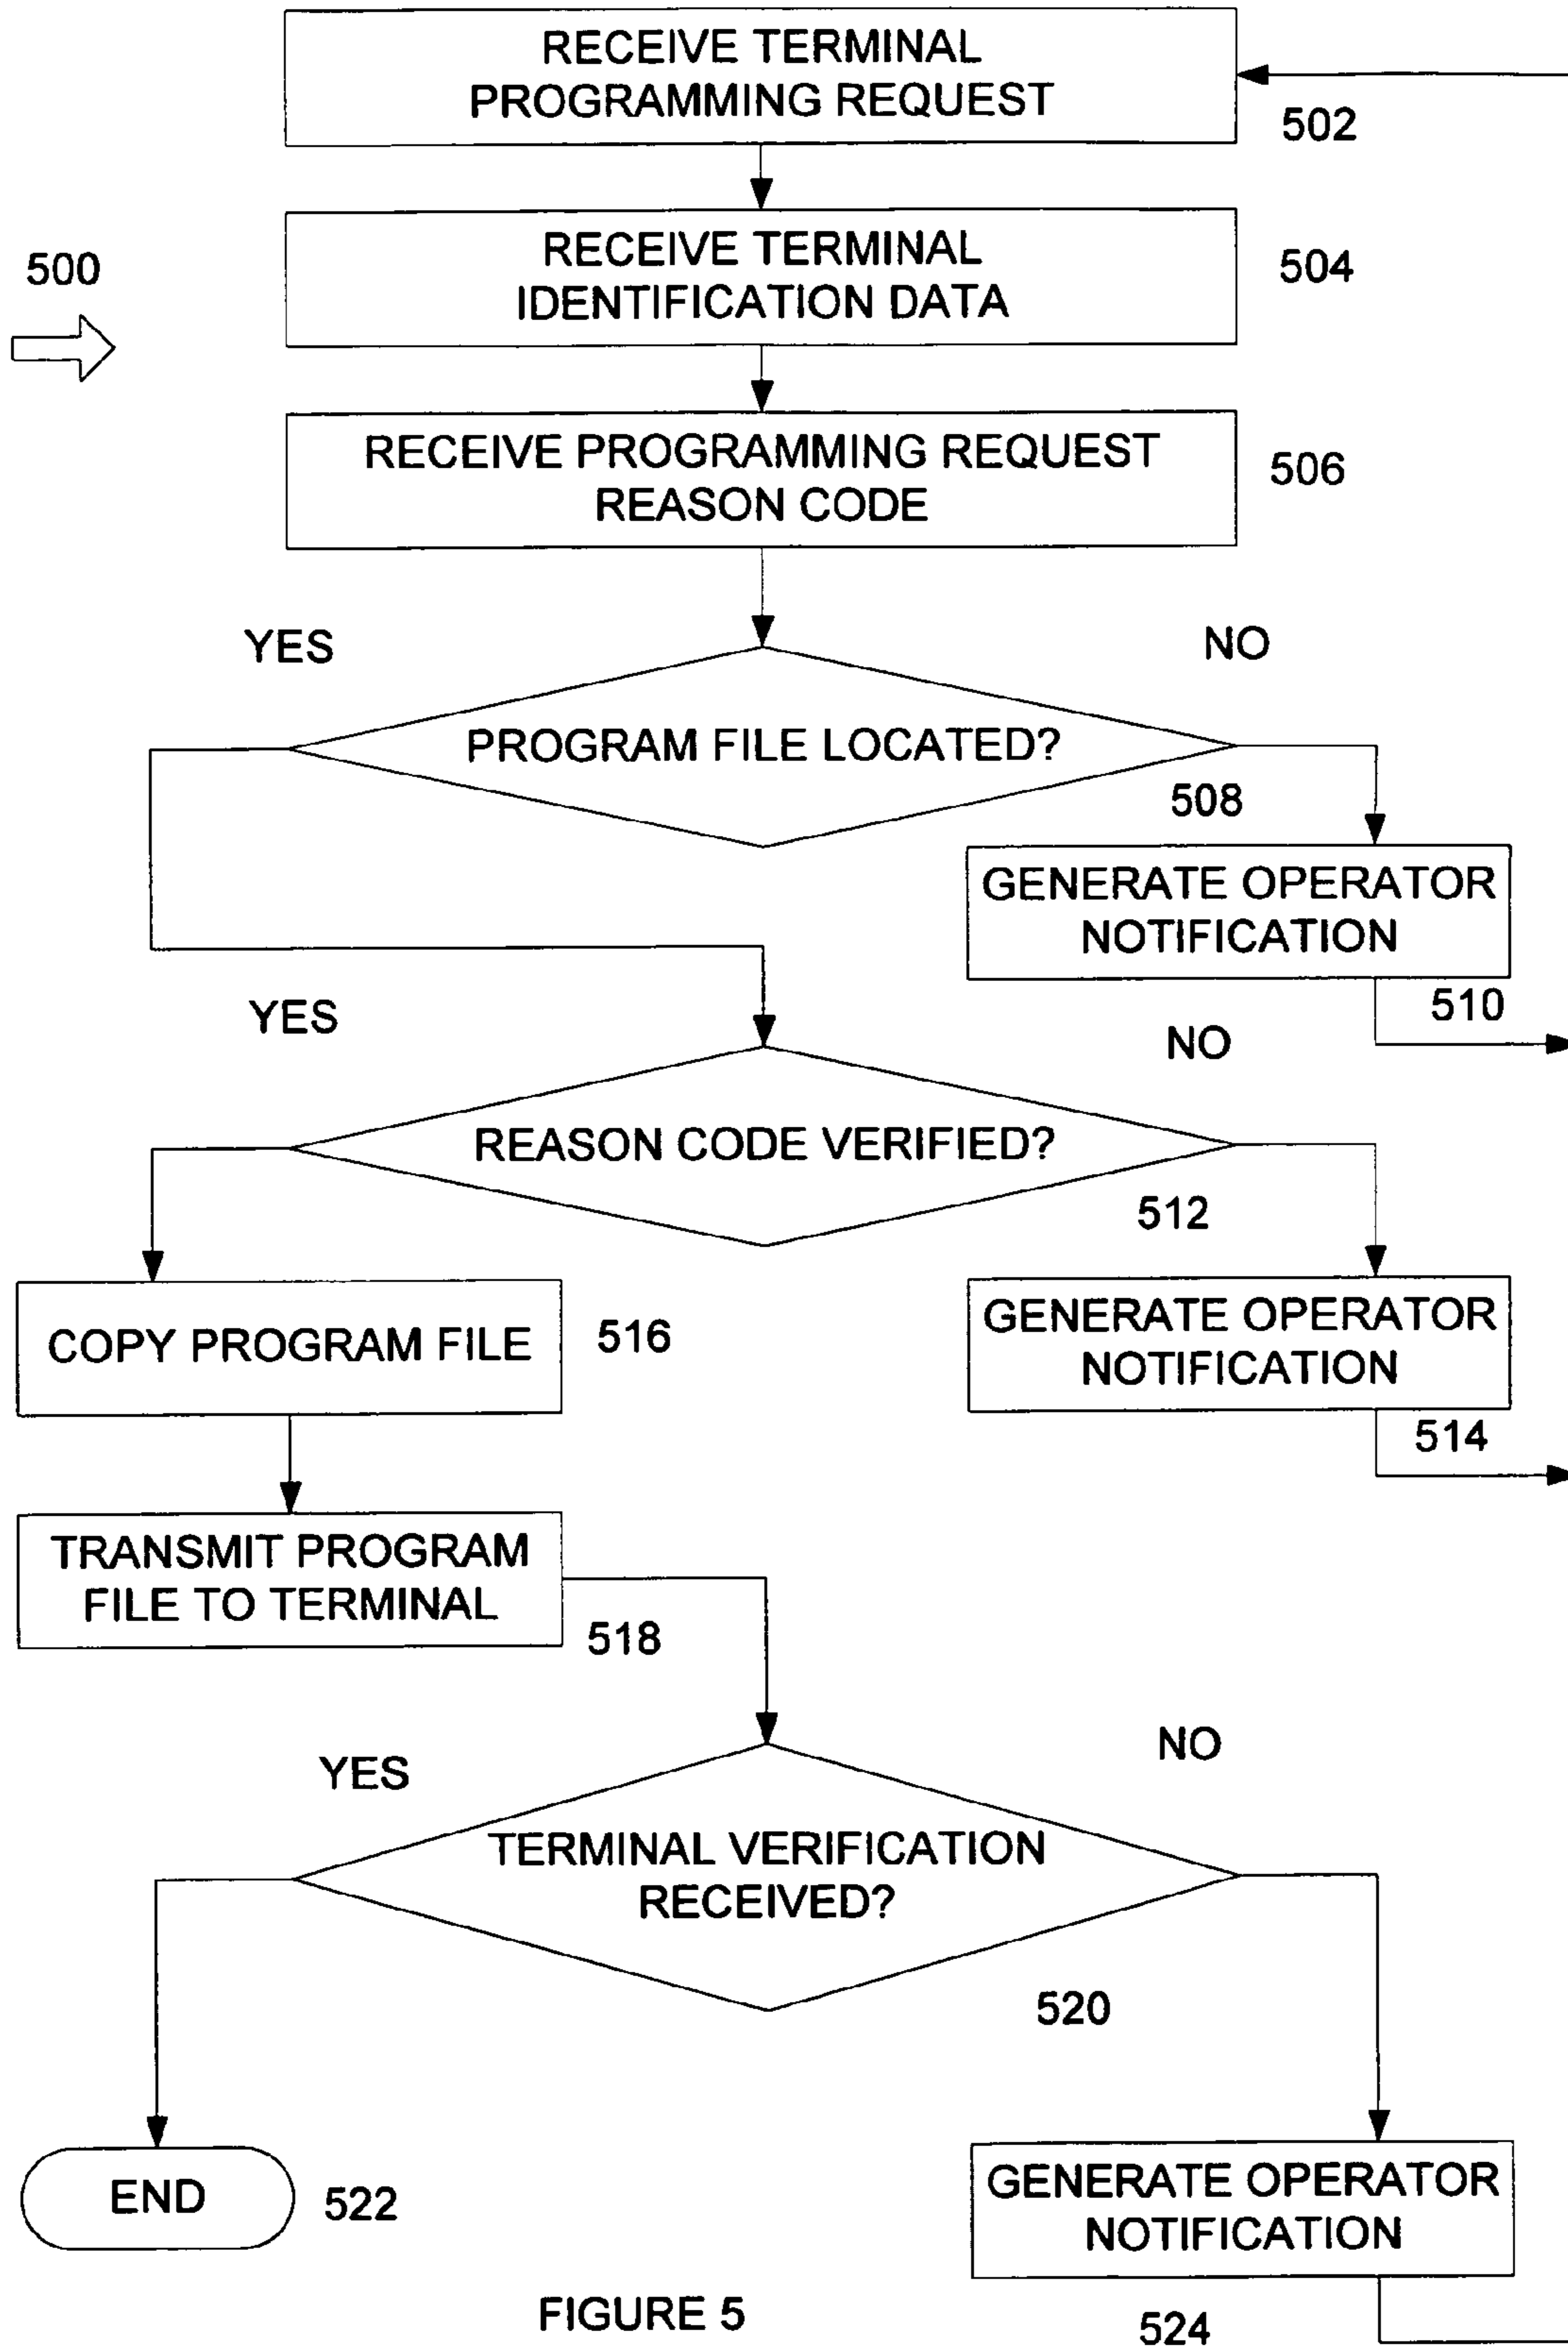 RECEIVE TERMINAL
PROGRAMMING REQUEST
502
RECEIVE TERMINAL
IDENTIFICATION DATA
504
500
RECEIVE PROGRAMMING REQUEST
REASON CODE
506
YES
NO
PROGRAM FILE LOCATED?
508
GENERATE OPERATOR
NOTIFICATION
510
YES
NO
REASON CODE VERIFIED?
512
COPY PROGRAM FILE
516
GENERATE OPERATOR
NOTIFICATION
514
TRANSMIT PROGRAM
FILE TO TERMINAL
518
YES
NO
TERMINAL VERIFICATION
RECEIVED?
520
END
522
GENERATE OPERATOR
NOTIFICATION
524
FIGURE 5